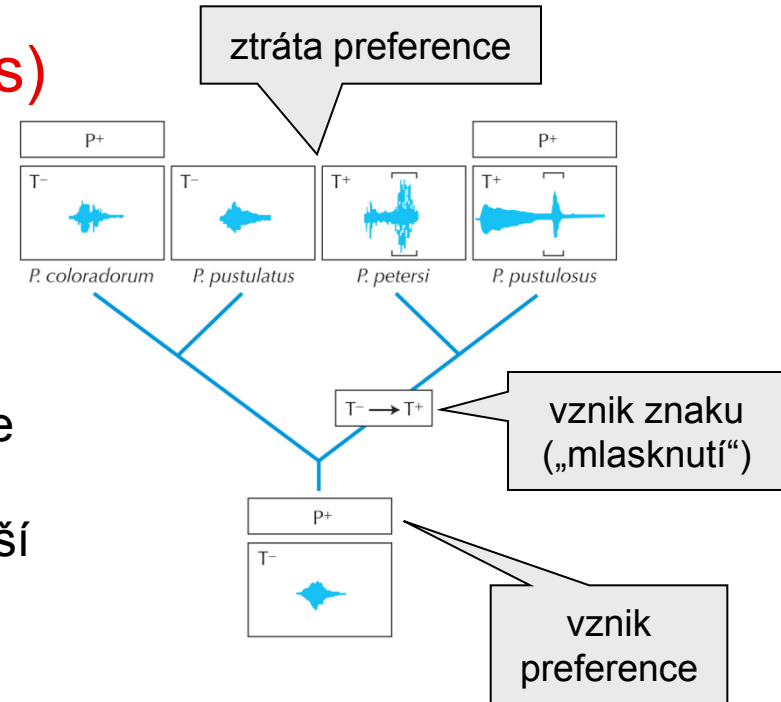 s)
ztráta preference
P+
P+
T–
T–
T+
T+
P. coloradorum
P. pustulatus
P. petersi
P. pustulosus
T– → T+
vznik znaku
(„mlasknutí“)
e
ší
P+
T–
vznik
preference